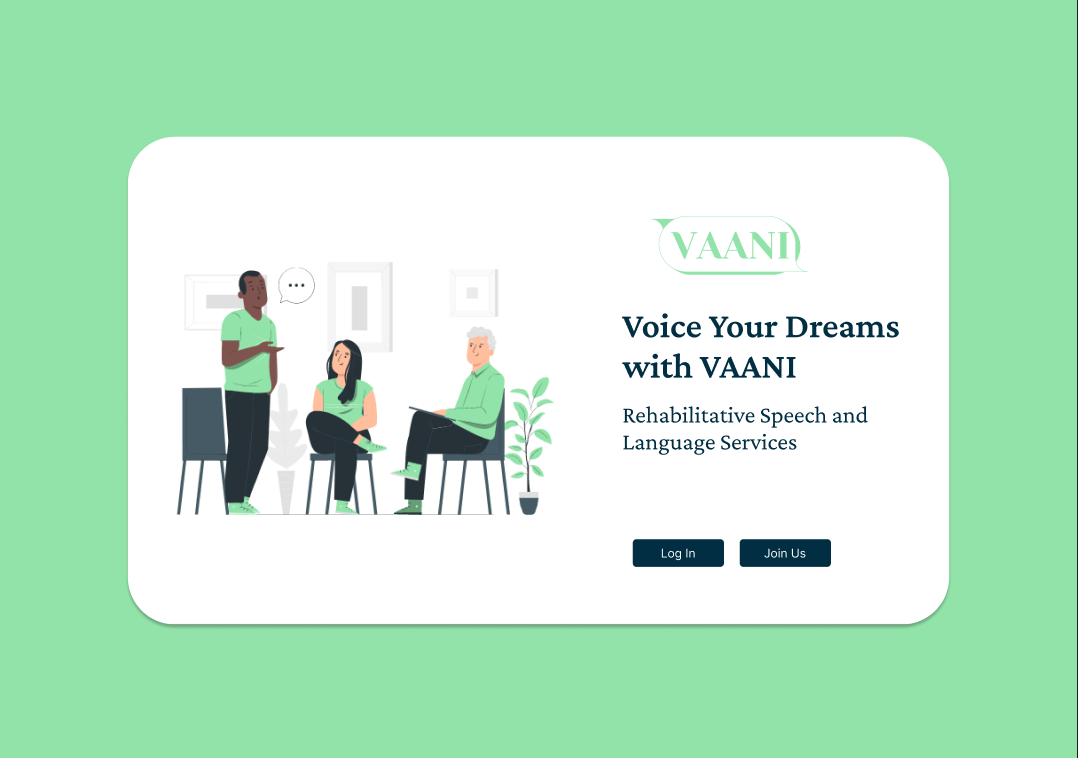 VAANI
Voice Your Dreams
with VAANI
Rehabilitative Speech and
Language Services
Log In
Join Us